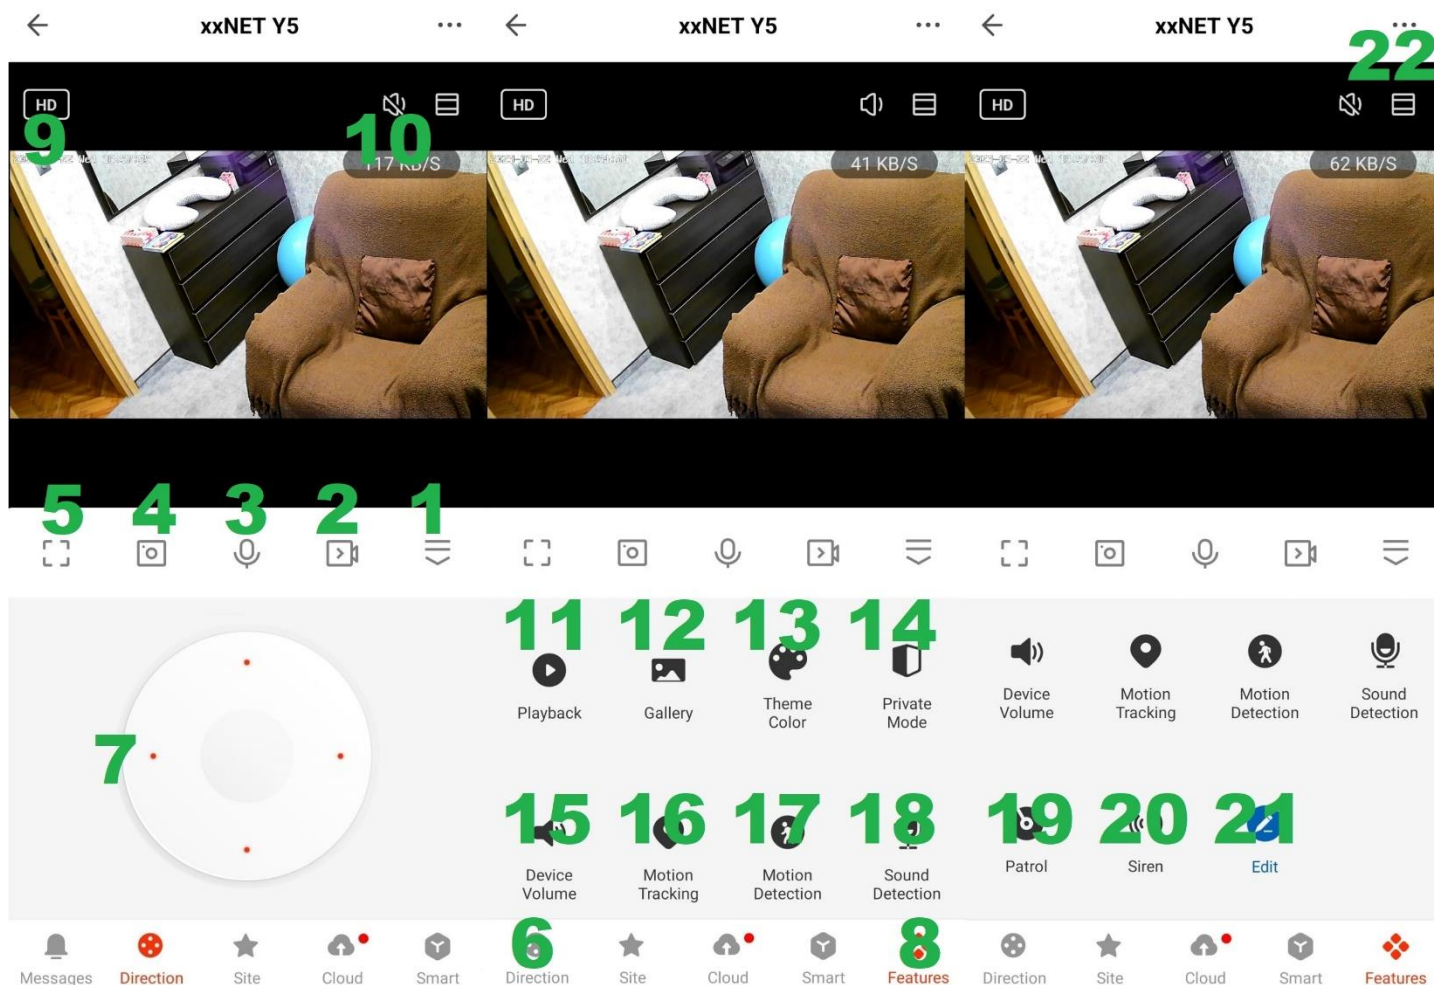 xxNET Y5
xxNET Y5
xxNET Y5
22
HD
HD
HD
9
10
117 KB/S
41 KB/S
62 KB/S
5
4
3
2
1
11
12
13
14
Playback
Gallery
Theme
Color
Private
Mode
Device
Volume
Motion
Tracking
Motion
Detection
Sound
Detection
7
15
16
17
18
19
20
21
Device
Volume
Motion
Tracking
Motion
Detection
Sound
Detection
Patrol
Siren
Edit
6
8
Messages
Direction
Site
Cloud
Smart
Direction
Site
Cloud
Smart
Features
Direction
Site
Cloud
Smart
Features